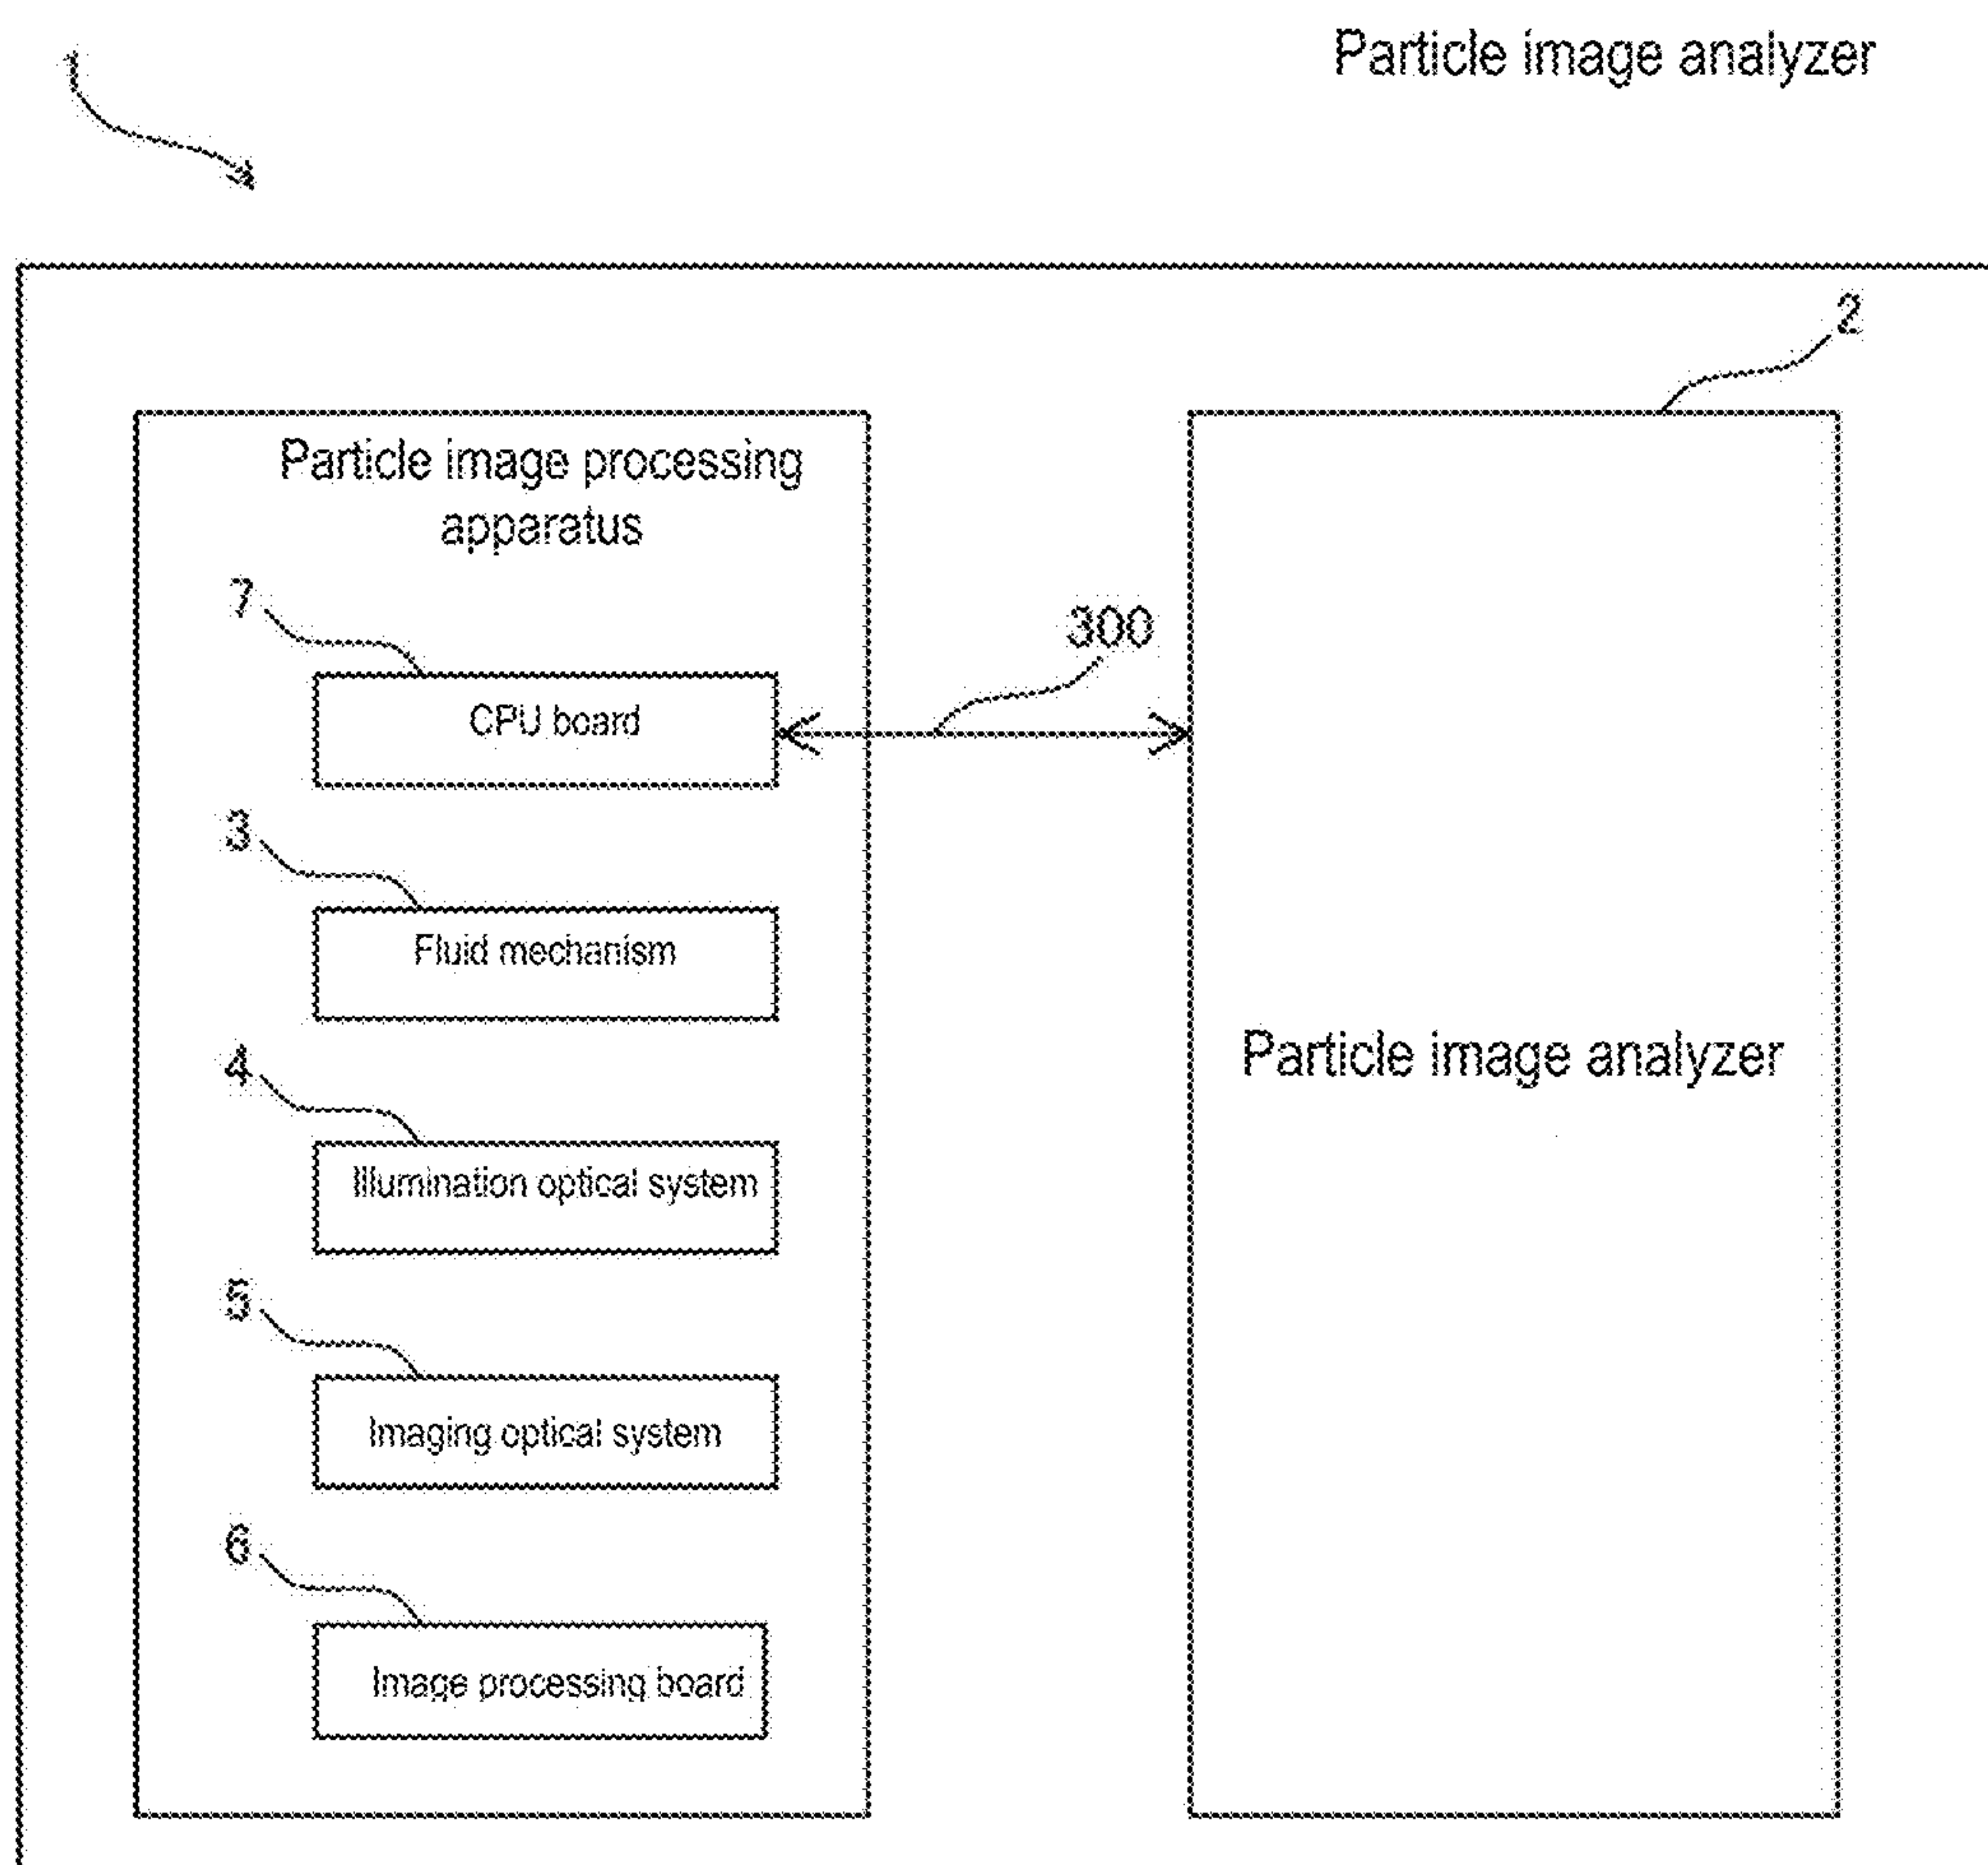 Particle image analyzer
1
2
Particle image processing
apparatus
7
300
CPU board
3
Fluid mechanism
4
Particle image analyzer
Illumination optical system
5
Imaging optical system
6
Image processing board